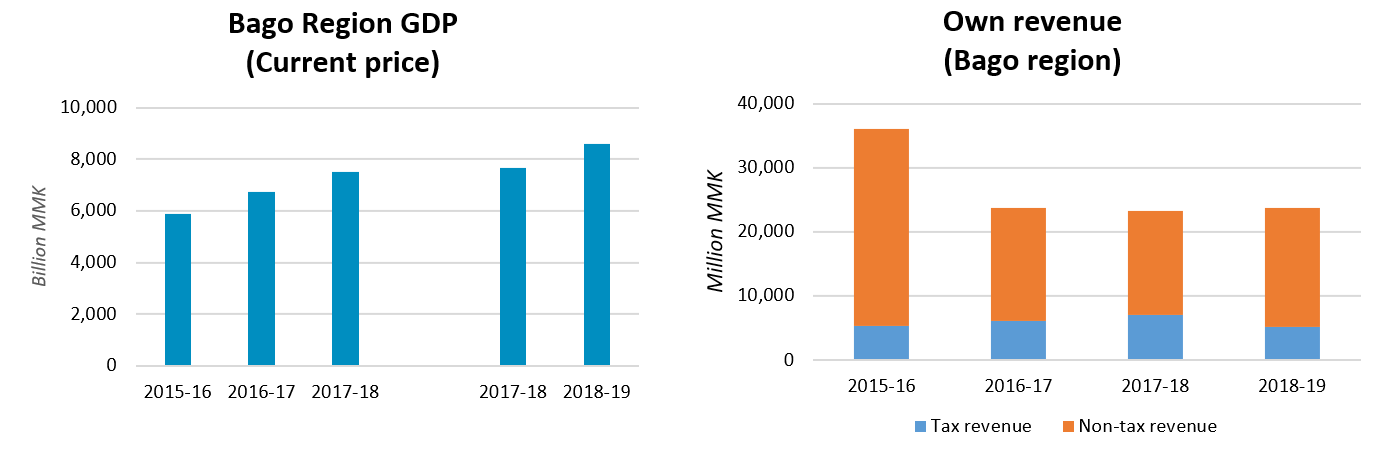 Bago Region GDP
(Current price)
Billion MMK
10,000
8,000
6,000
4,000
2,000
0
2015-16 2016-17 2017-18 2017-18 2018-19
Own revenue
(Bago region)
Million MMK
40,000
30,000
20,000
10,000
0
2015-16 2016-17 2017-18 2018-19
Tax revenue Non-tax revenue